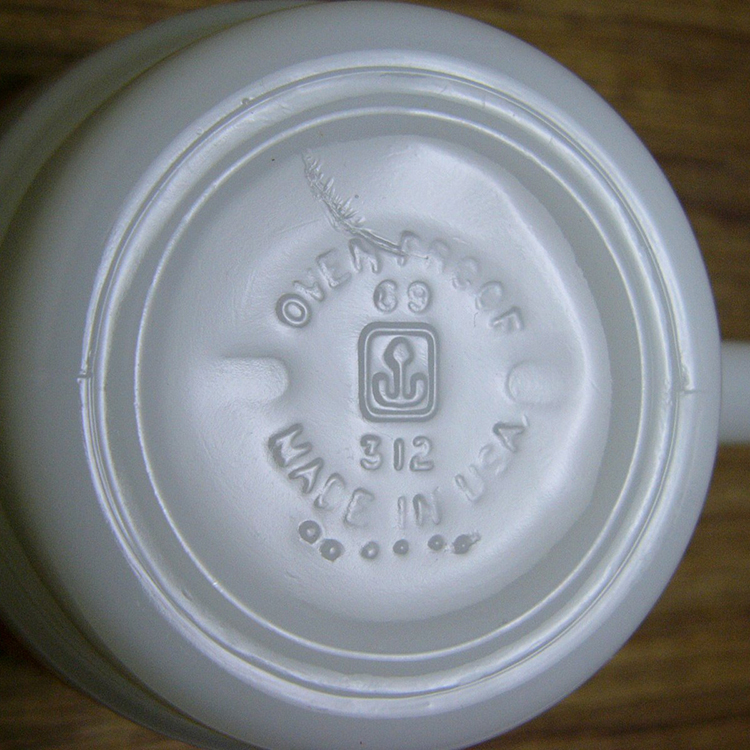 OVEN PROOF
69
312
MADE IN USA